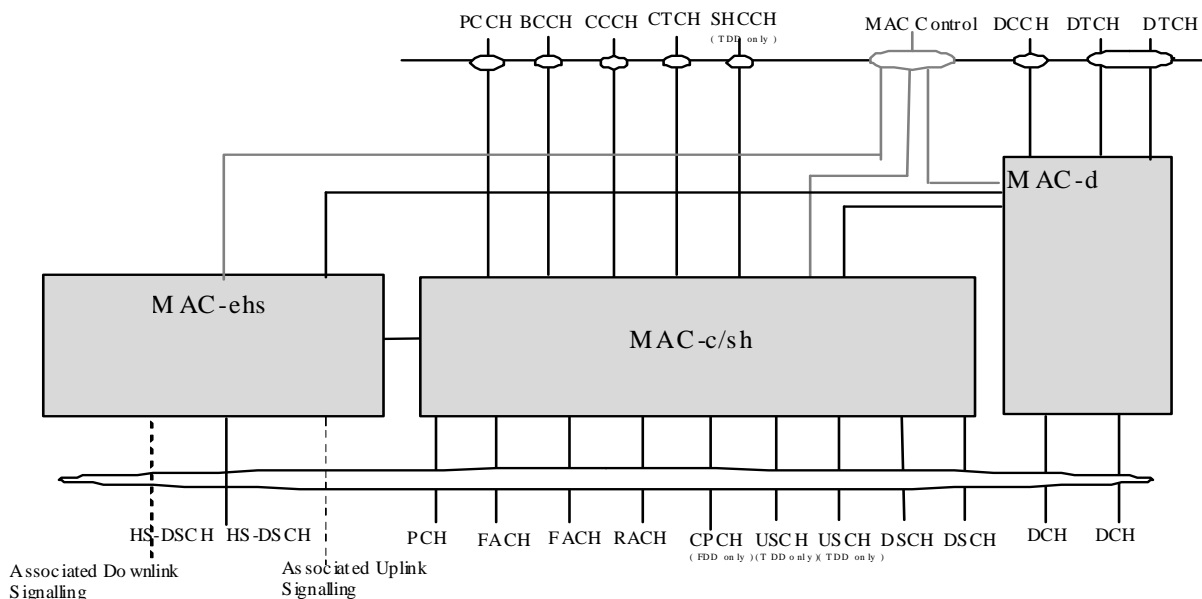 PCCH BCCH CCCH CTCH SHCCH MAC Control DCCH DTCH DTCH
( TDD only )
MAC-d
MAC-ehs
MAC-c/sh
HS-DSCH HS-DSCH PCH FACH FACH RACH CPCH USCH USCH DSCH DSCH DCH DCH
( FDD only ) ( TDD only ) ( TDD only )
Associated Downlink
Signalling
Associated Uplink
Signalling